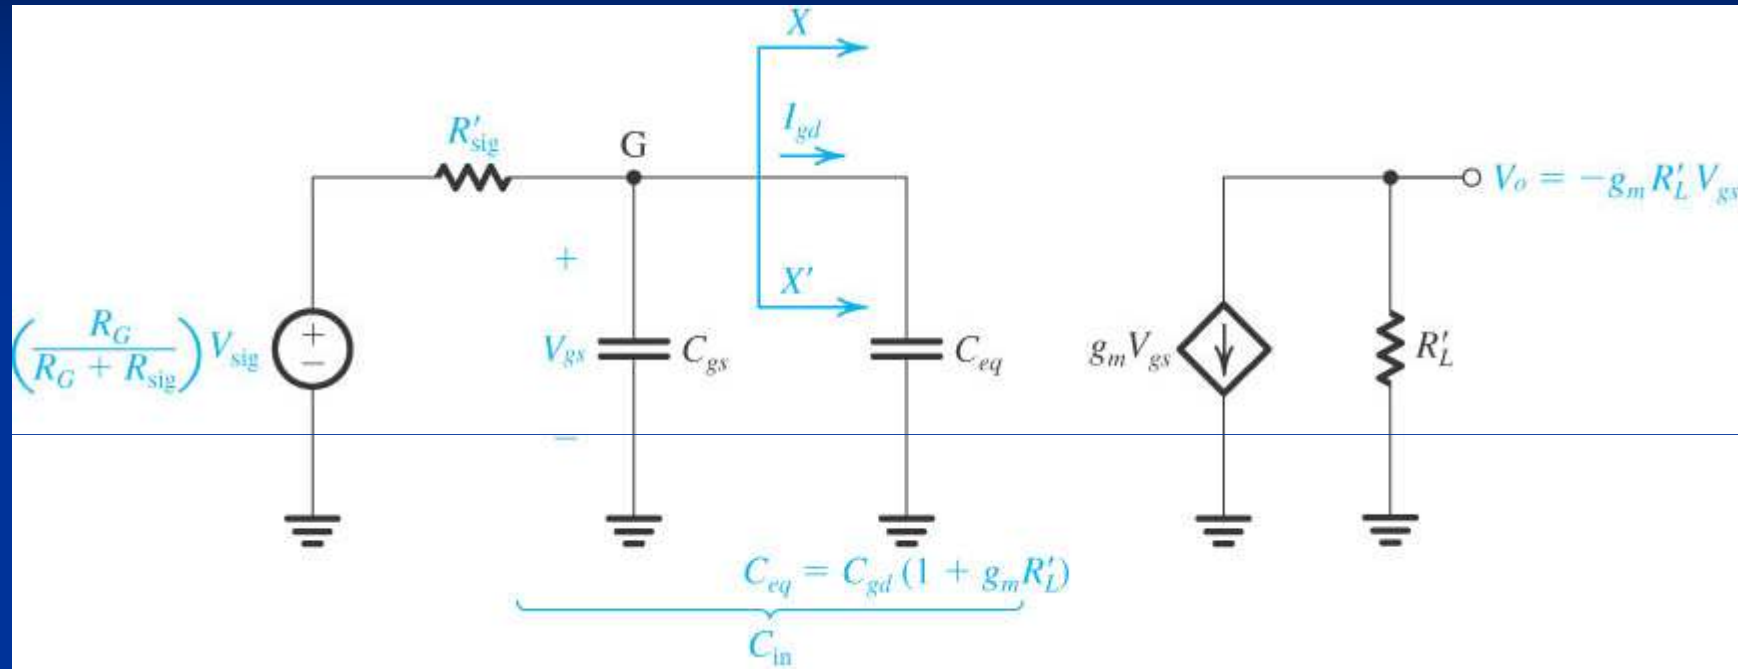 X
I_gd
R'_sig
G
V_o = −g_m R'_L V_gs
X'
+
(R_G / (R_G + R_sig)) V_sig
+
−
V_gs
C_gs
C_eq
g_m V_gs
R'_L
−
C_eq = C_gd (1 + g_m R'_L)
C_in